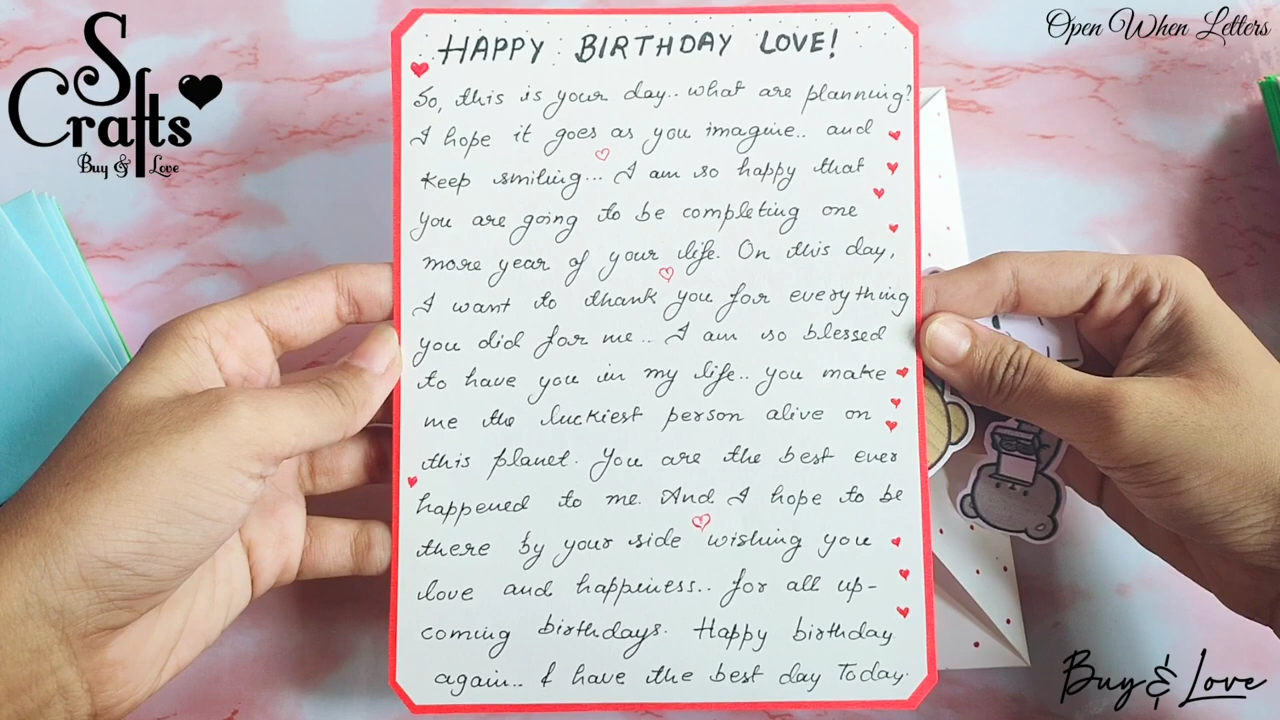 S
Crafts
Buy & Love
Open When Letters
HAPPY BIRTHDAY LOVE!
So, this is your day.. what are planning?
I hope it goes as you imagine.. and
keep smiling... I am so happy that
you are going to be completing one
more year of your life. On this day,
I want to thank you for everything
you did for me.. I am so blessed
to have you in my life.. you make
me the luckiest person alive on
this planet. You are the best ever
happened to me. And I hope to be
there by your side wishing you
love and happiness.. for all up-
coming birthdays. Happy birthday
again.. & have the best day Today.
Buy & Love